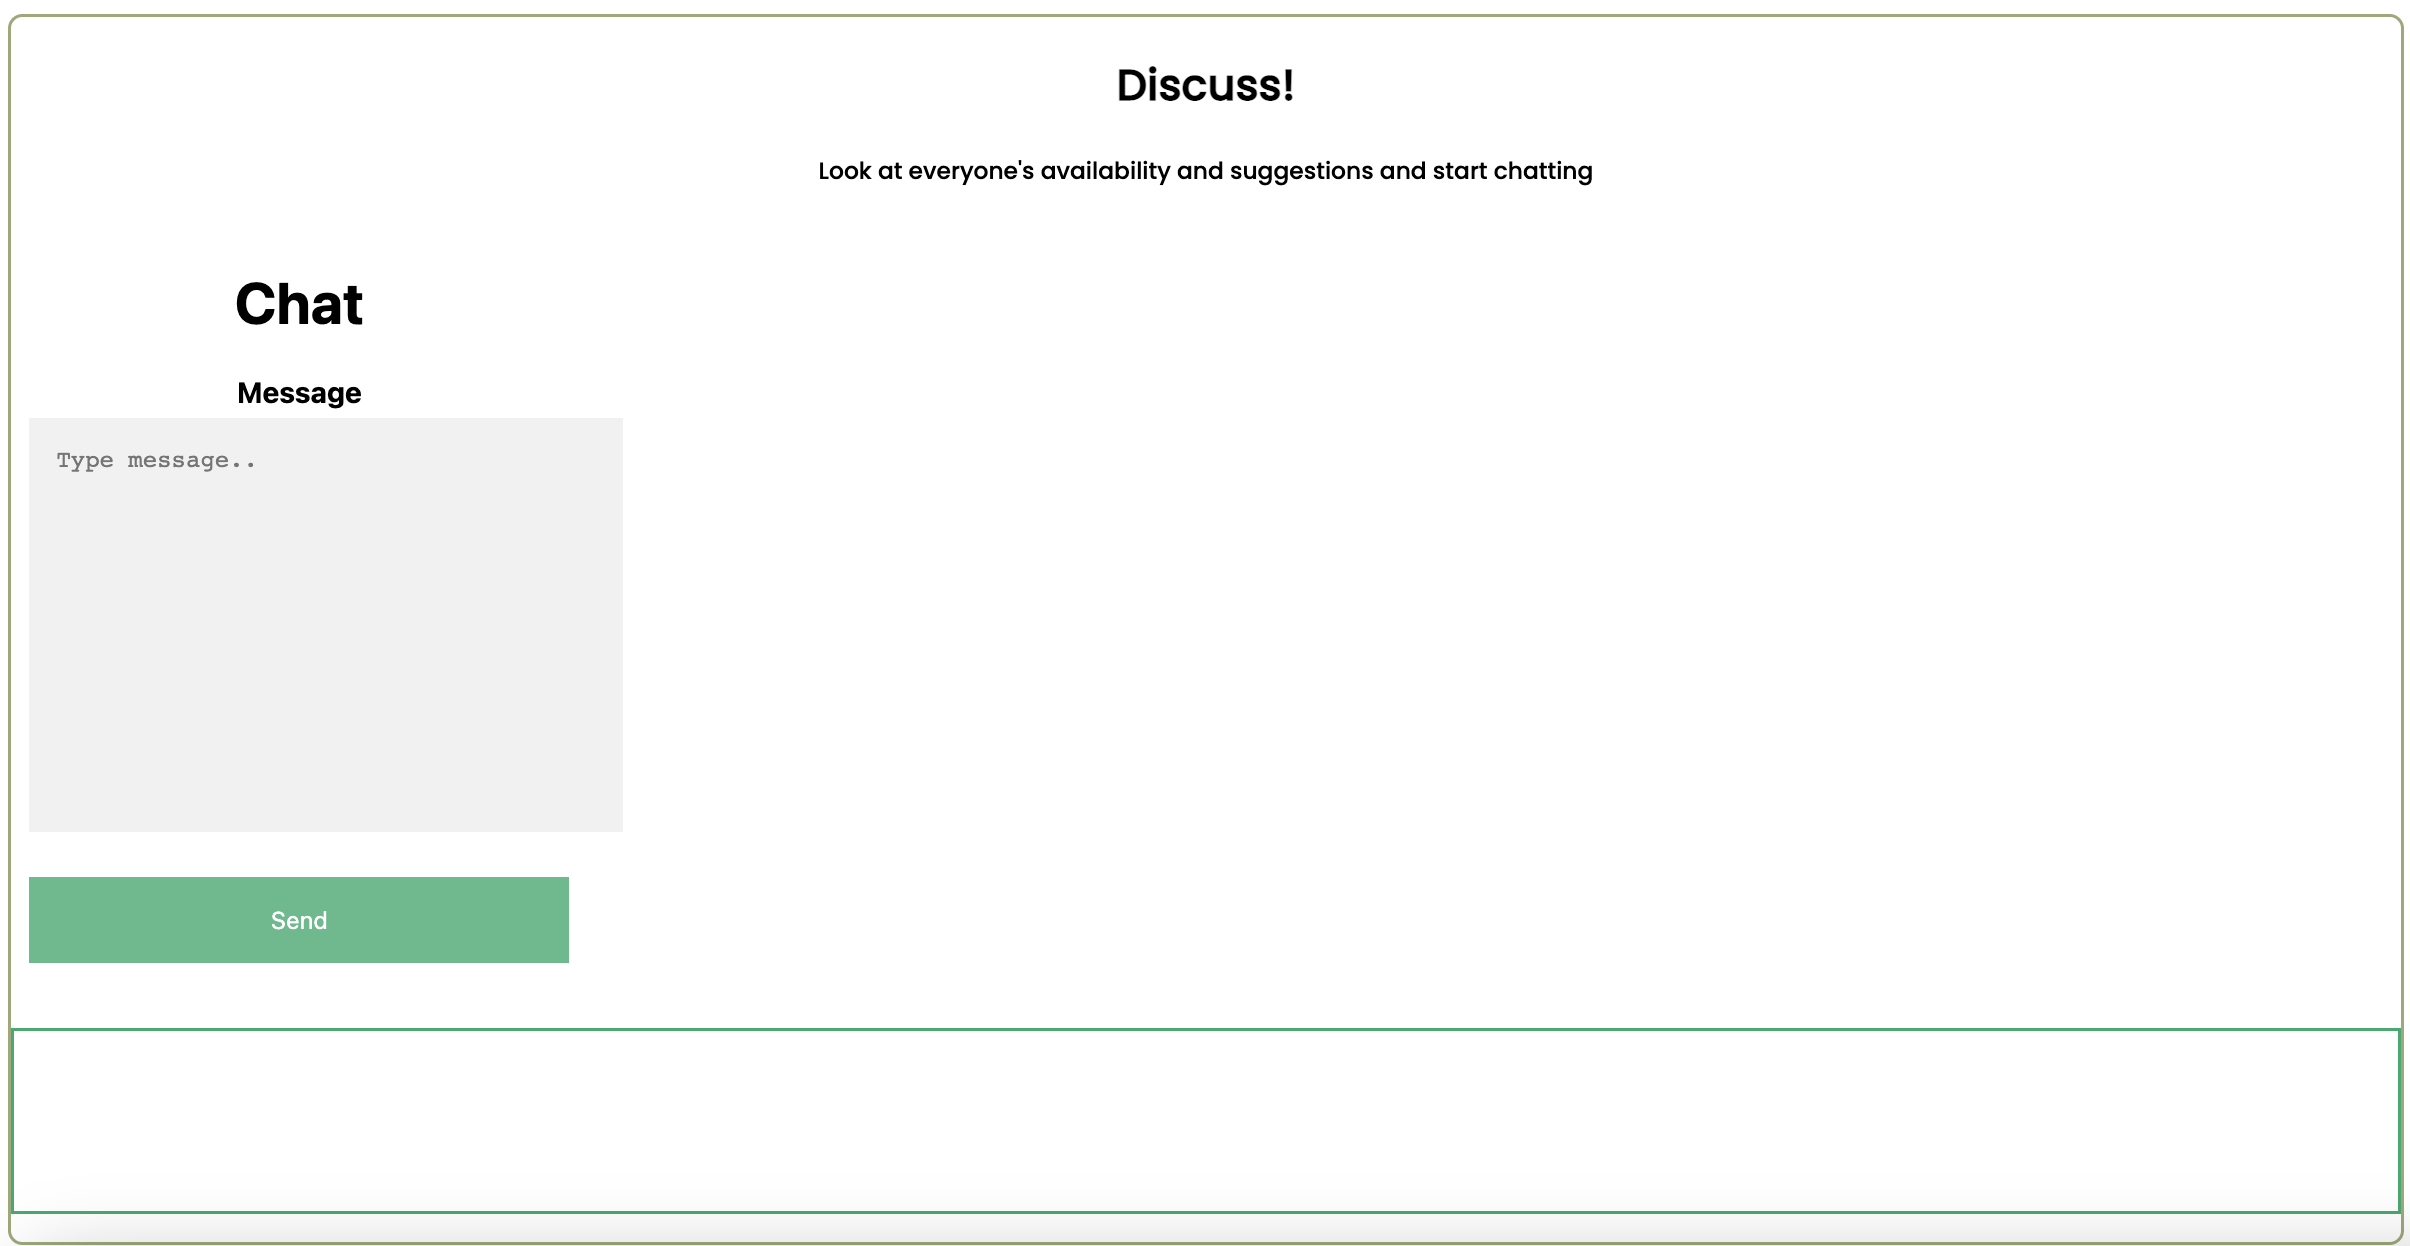 Discuss!
Look at everyone's availability and suggestions and start chatting
Chat
Message
Type message..
Send